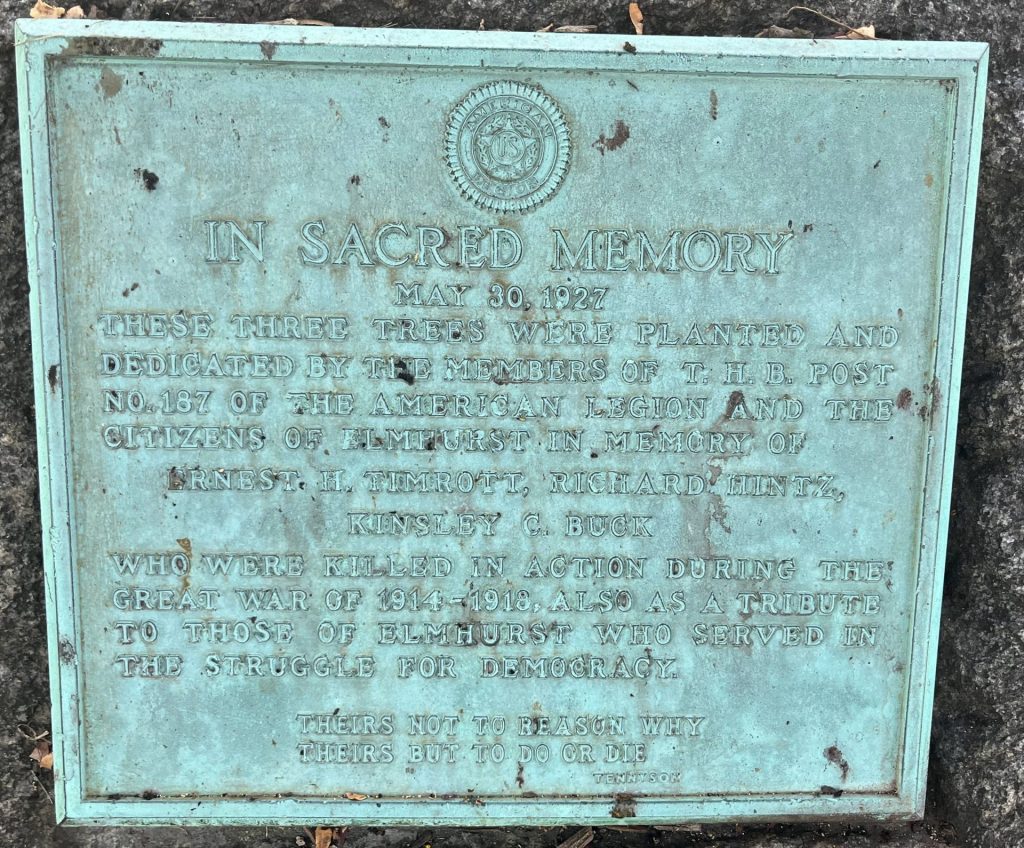 AMERICAN
US
LEGION
IN SACRED MEMORY
MAY 30, 1927
THESE THREE TREES WERE PLANTED AND
DEDICATED BY THE MEMBERS OF T. H. B. POST
NO. 187 OF THE AMERICAN LEGION AND THE
CITIZENS OF ELMHURST IN MEMORY OF
ERNEST H. TIMROTT, RICHARD HINTZ,
KINSLEY C. BUCK
WHO WERE KILLED IN ACTION DURING THE
GREAT WAR OF 1914-1918, ALSO AS A TRIBUTE
TO THOSE OF ELMHURST WHO SERVED IN
THE STRUGGLE FOR DEMOCRACY.
THEIRS NOT TO REASON WHY
THEIRS BUT TO DO OR DIE
TENNYSON